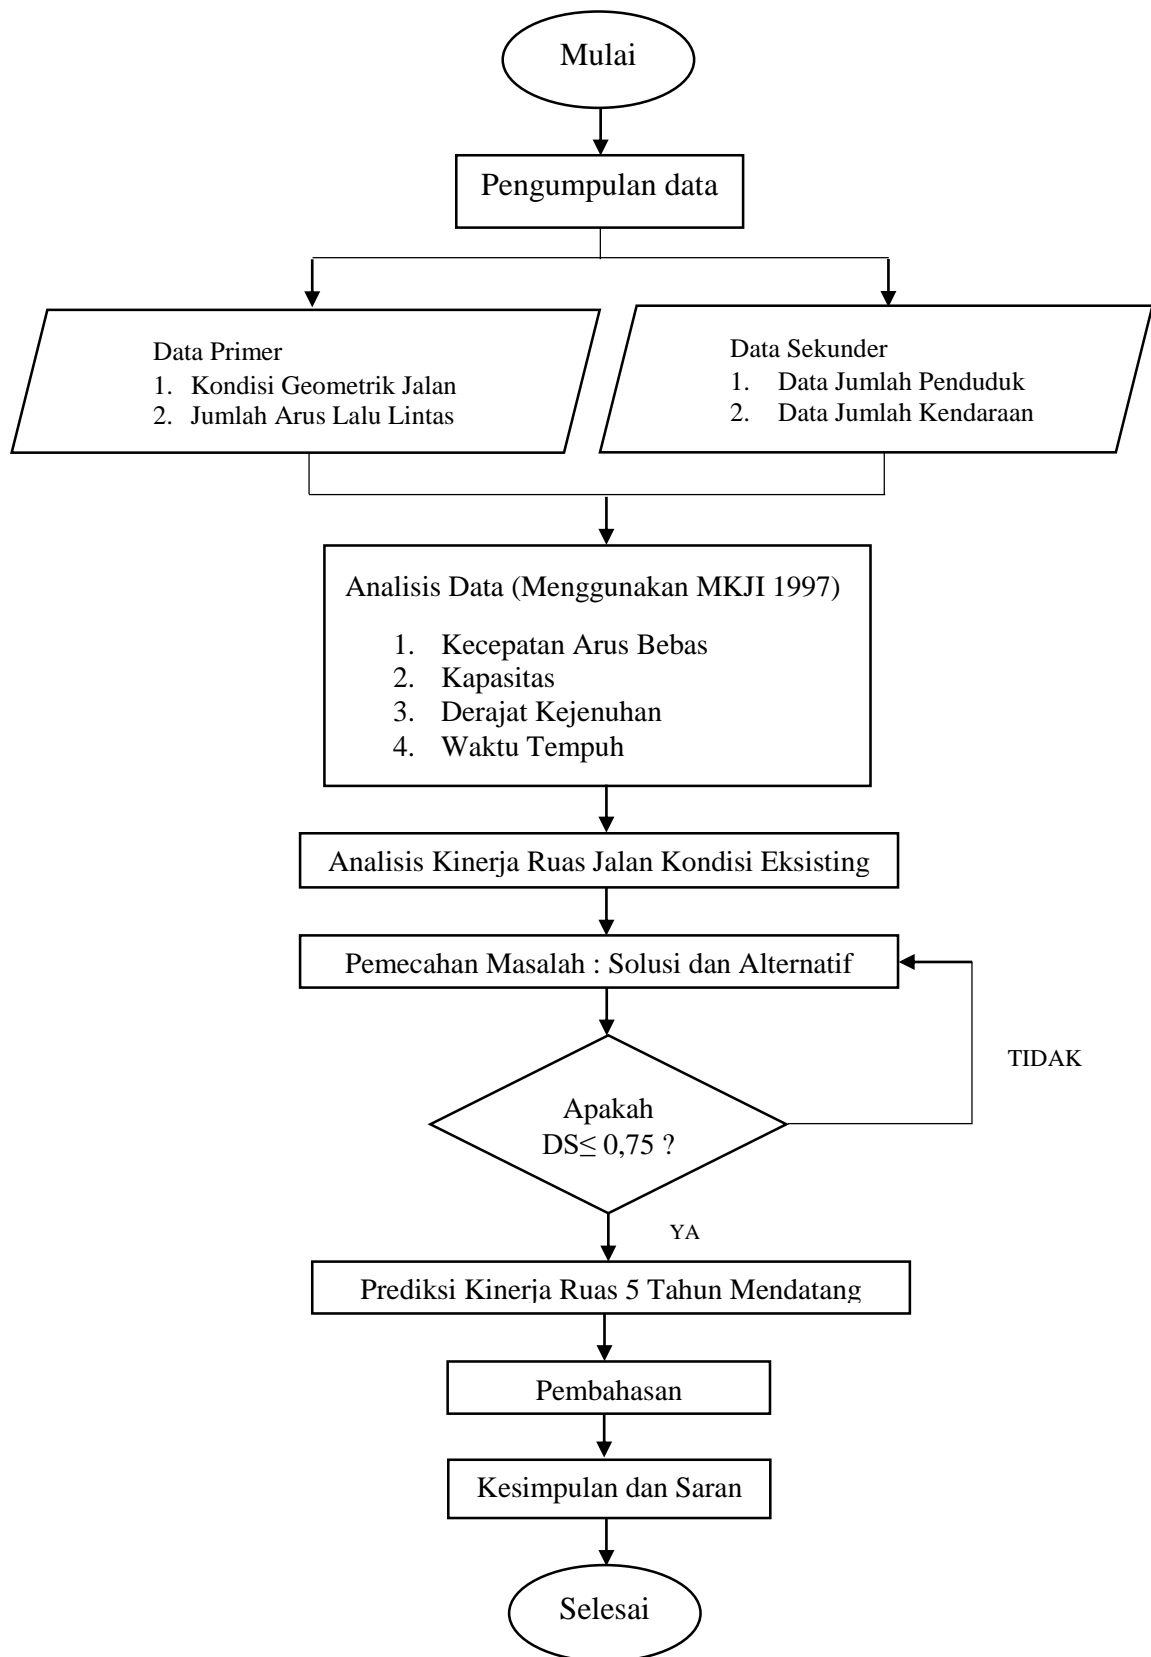 Mulai
Pengumpulan data
Data Primer
1. Kondisi Geometrik Jalan
2. Jumlah Arus Lalu Lintas
Data Sekunder
1. Data Jumlah Penduduk
2. Data Jumlah Kendaraan
Analisis Data (Menggunakan MKJI 1997)
1. Kecepatan Arus Bebas
2. Kapasitas
3. Derajat Kejenuhan
4. Waktu Tempuh
Analisis Kinerja Ruas Jalan Kondisi Eksisting
Pemecahan Masalah : Solusi dan Alternatif
TIDAK
Apakah
DS≤ 0,75 ?
YA
Prediksi Kinerja Ruas 5 Tahun Mendatang
Pembahasan
Kesimpulan dan Saran
Selesai